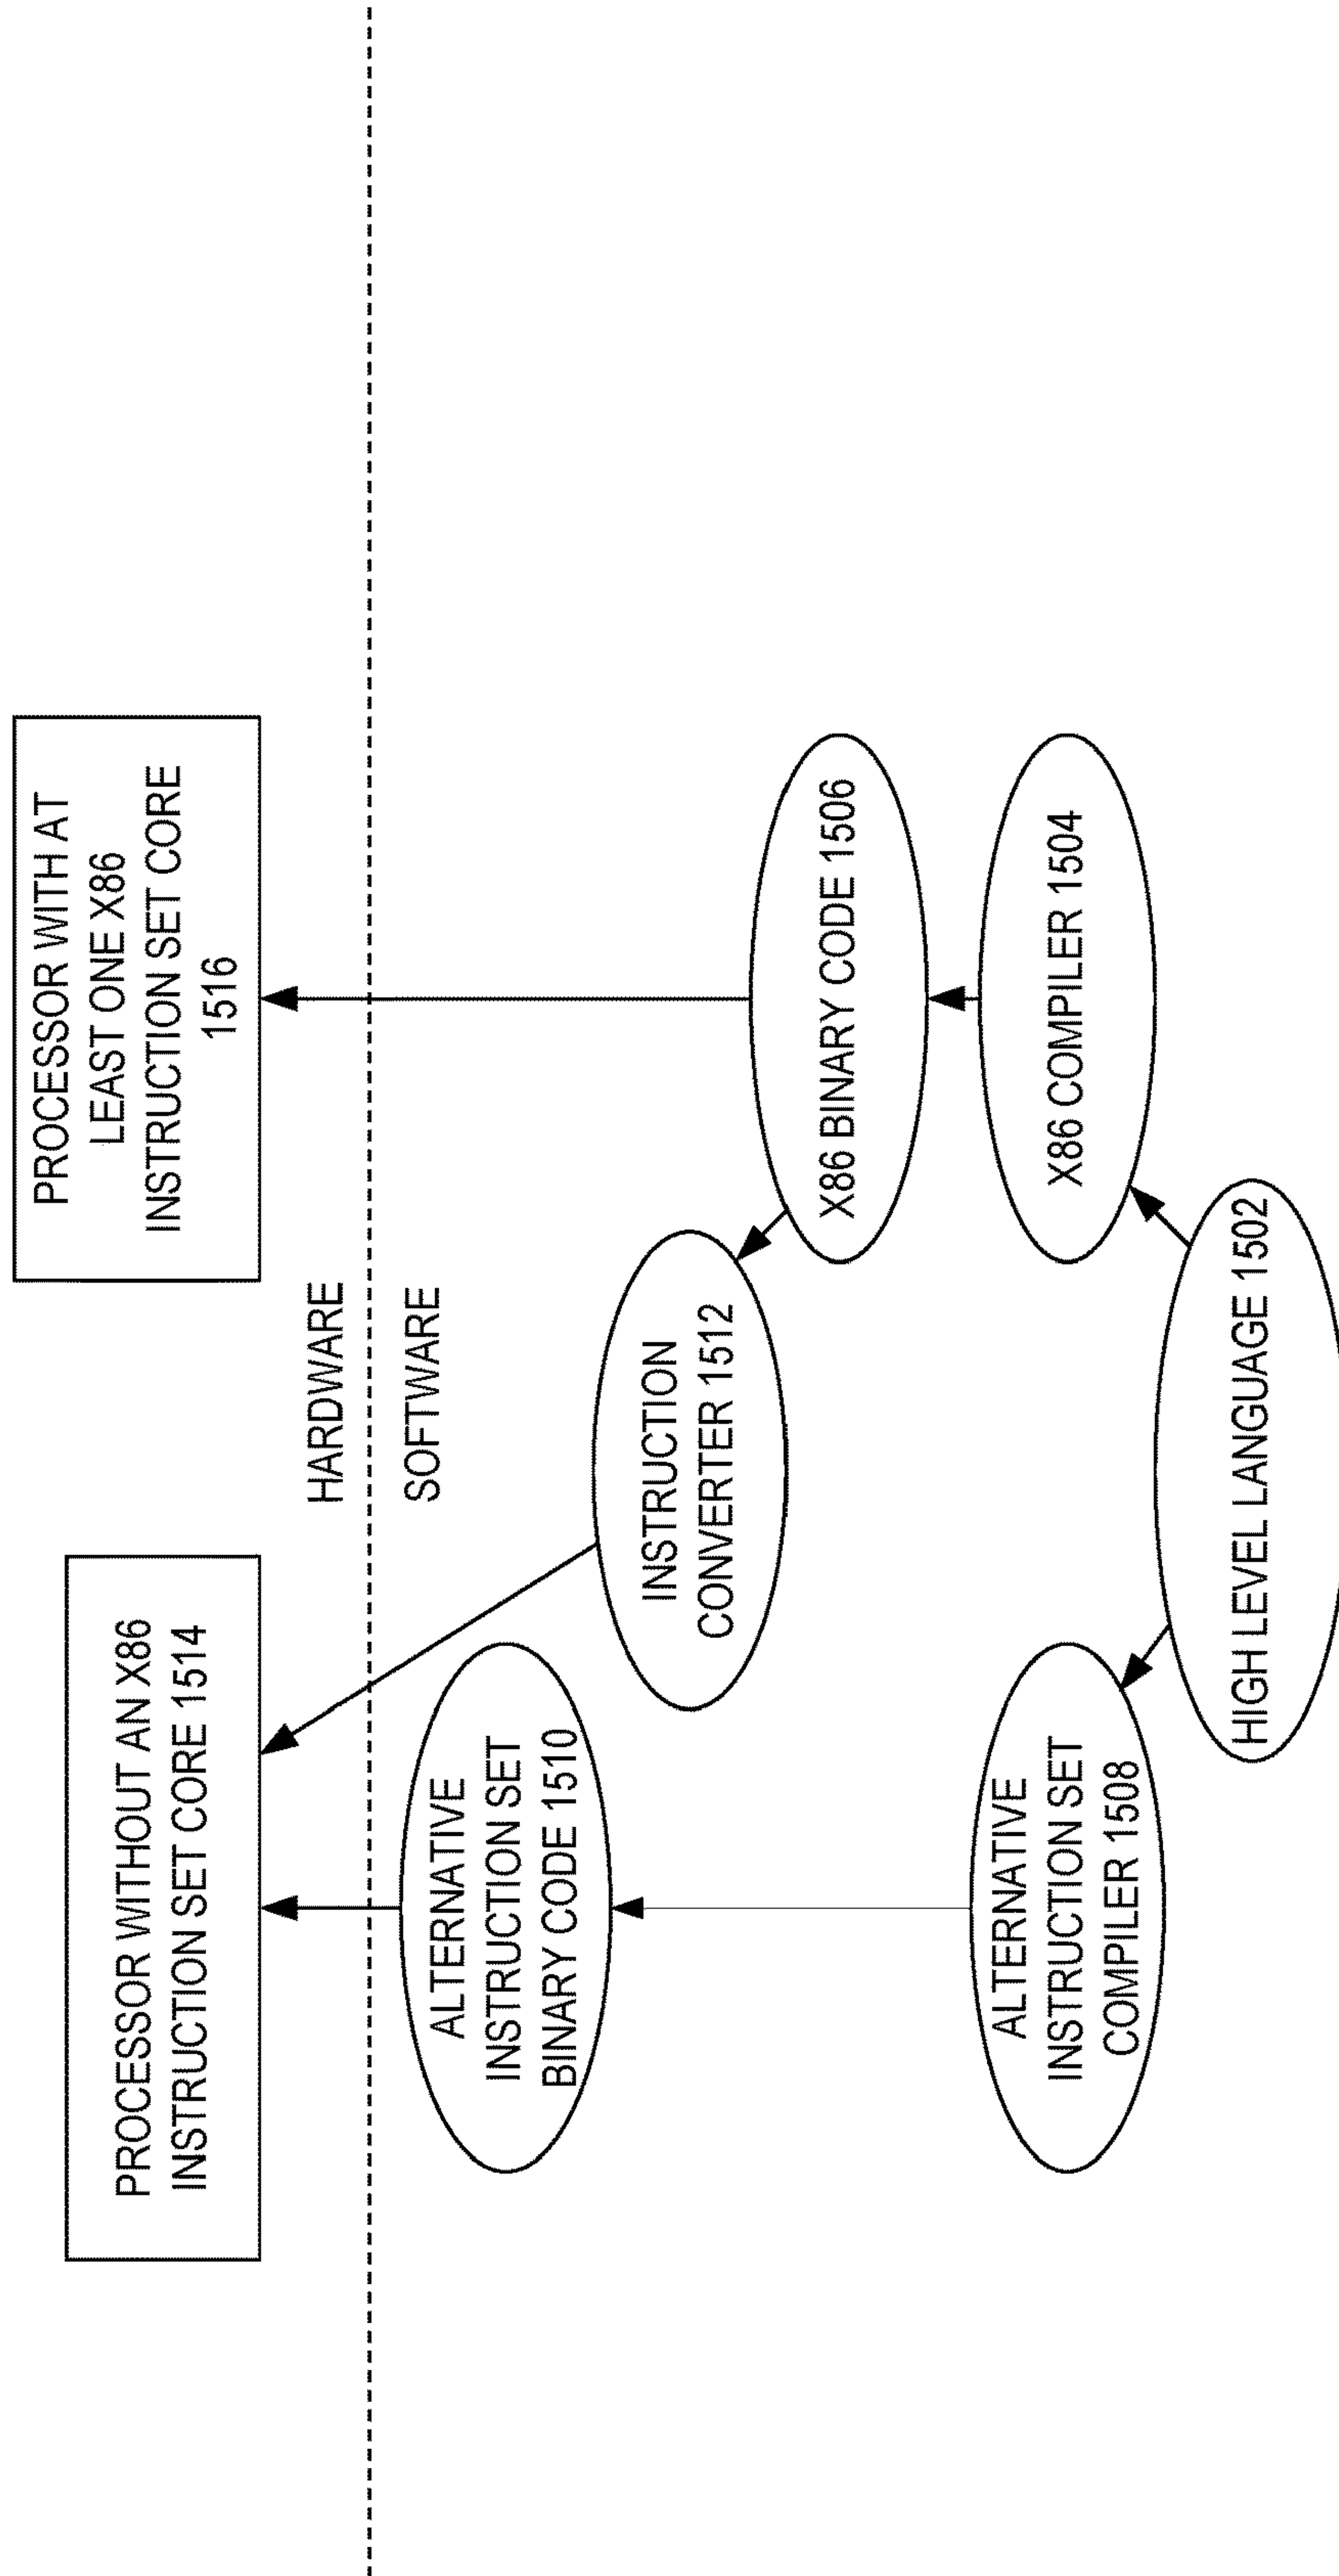 PROCESSOR WITHOUT AN X86
INSTRUCTION SET CORE 1514
PROCESSOR WITH AT
LEAST ONE X86
INSTRUCTION SET CORE
1516
HARDWARE
SOFTWARE
ALTERNATIVE
INSTRUCTION SET
BINARY CODE 1510
INSTRUCTION
CONVERTER 1512
X86 BINARY CODE 1506
ALTERNATIVE
INSTRUCTION SET
COMPILER 1508
X86 COMPILER 1504
HIGH LEVEL LANGUAGE 1502